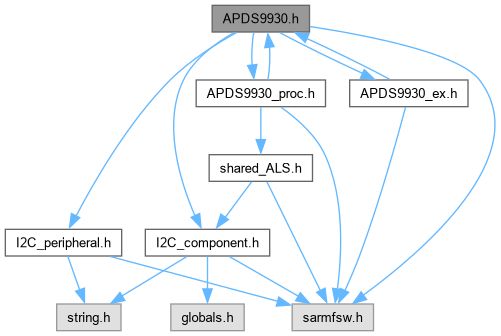 APDS9930.h
APDS9930_proc.h
APDS9930_ex.h
shared_ALS.h
I2C_peripheral.h
I2C_component.h
string.h
globals.h
sarmfsw.h